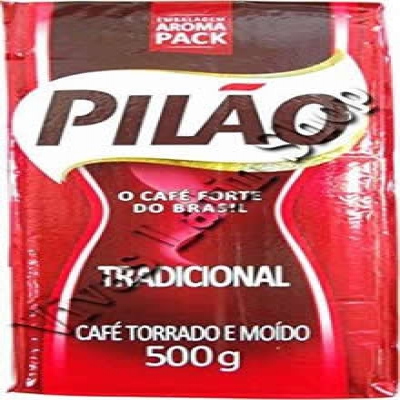 EMBALAGEM
AROMA
PACK
PILÃO
O CAFÉ FORTE
DO BRASIL
TRADICIONAL
CAFÉ TORRADO E MOÍDO
500g